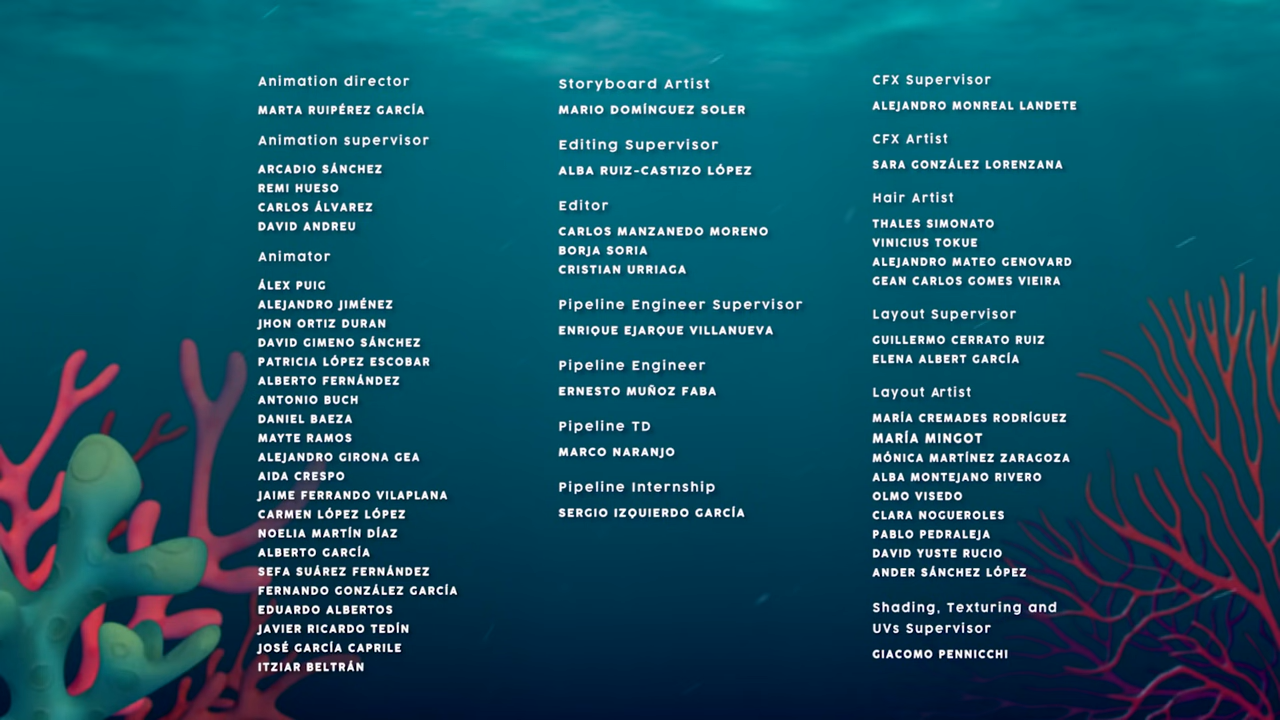 Animation director
MARTA RUIPÉREZ GARCÍA
Animation supervisor
ARCADIO SÁNCHEZ
REMI HUESO
CARLOS ÁLVAREZ
DAVID ANDREU
Animator
ÁLEX PUIG
ALEJANDRO JIMÉNEZ
JHON ORTIZ DURAN
DAVID GIMENO SÁNCHEZ
PATRICIA LÓPEZ ESCOBAR
ALBERTO FERNÁNDEZ
ANTONIO BUCH
DANIEL BAEZA
MAYTE RAMOS
ALEJANDRO GIRONA GEA
AIDA CRESPO
JAIME FERRANDO VILAPLANA
CARMEN LÓPEZ LÓPEZ
NOELIA MARTÍN DÍAZ
ALBERTO GARCÍA
SEFA SUÁREZ FERNÁNDEZ
FERNANDO GONZÁLEZ GARCÍA
EDUARDO ALBERTOS
JAVIER RICARDO TEDÍN
JOSÉ GARCÍA CAPRILE
ITZIAR BELTRÁN
Storyboard Artist
MARIO DOMÍNGUEZ SOLER
Editing Supervisor
ALBA RUIZ-CASTIZO LÓPEZ
Editor
CARLOS MANZANEDO MORENO
BORJA SORIA
CRISTIAN URRIAGA
Pipeline Engineer Supervisor
ENRIQUE EJARQUE VILLANUEVA
Pipeline Engineer
ERNESTO MUÑOZ FABA
Pipeline TD
MARCO NARANJO
Pipeline Internship
SERGIO IZQUIERDO GARCÍA
CFX Supervisor
ALEJANDRO MONREAL LANDETE
CFX Artist
SARA GONZÁLEZ LORENZANA
Hair Artist
THALES SIMONATO
VINICIUS TOKUE
ALEJANDRO MATEO GENOVARD
GEAN CARLOS GOMES VIEIRA
Layout Supervisor
GUILLERMO CERRATO RUIZ
ELENA ALBERT GARCÍA
Layout Artist
MARÍA CREMADES RODRÍGUEZ
MARÍA MINGOT
MÓNICA MARTÍNEZ ZARAGOZA
ALBA MONTEJANO RIVERO
OLMO VISEDO
CLARA NOGUEROLES
PABLO PEDRALEJA
DAVID YUSTE RUCIO
ANDER SÁNCHEZ LÓPEZ
Shading, Texturing and
UVs Supervisor
GIACOMO PENNICCHI